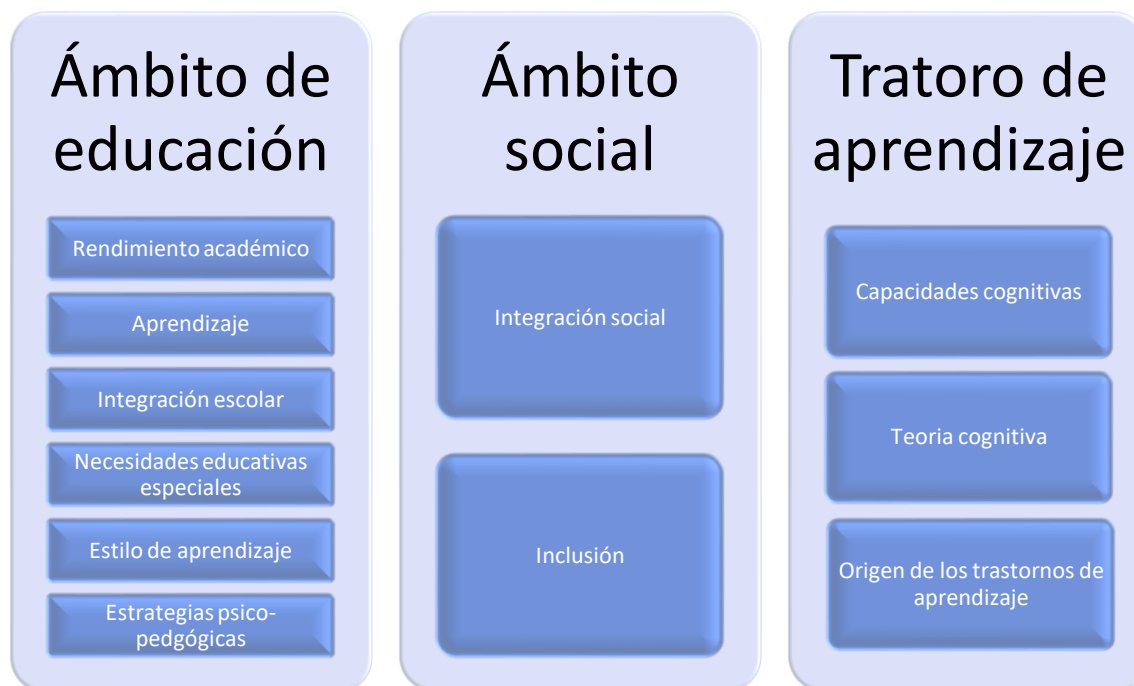 Ámbito de
educación
Rendimiento académico
Aprendizaje
Integración escolar
Necesidades educativas
especiales
Estilo de aprendizaje
Estrategias psico-
pedgógicas
Ámbito
social
Integración social
Inclusión
Tratoro de
aprendizaje
Capacidades cognitivas
Teoria cognitiva
Origen de los trastornos de
aprendizaje